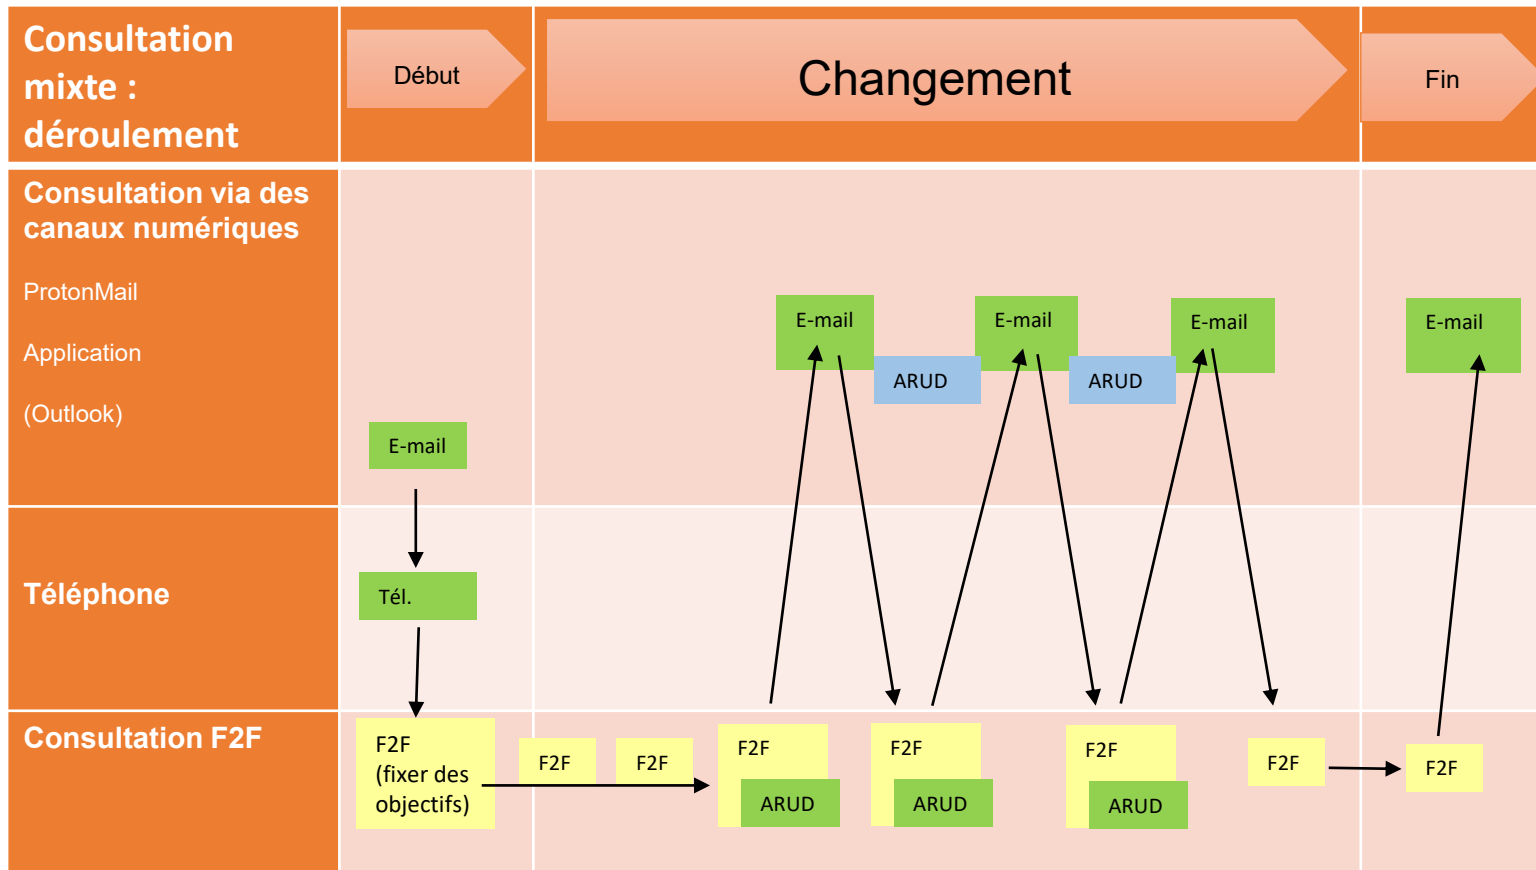 Consultation
mixte :
déroulement
Début
Changement
Fin
Consultation via des
canaux numériques
ProtonMail
Application
(Outlook)
E-mail
E-mail
E-mail
E-mail
E-mail
ARUD
ARUD
Téléphone
Tél.
Consultation F2F
F2F
(fixer des
objectifs)
F2F
F2F
F2F
ARUD
F2F
ARUD
F2F
ARUD
F2F
F2F